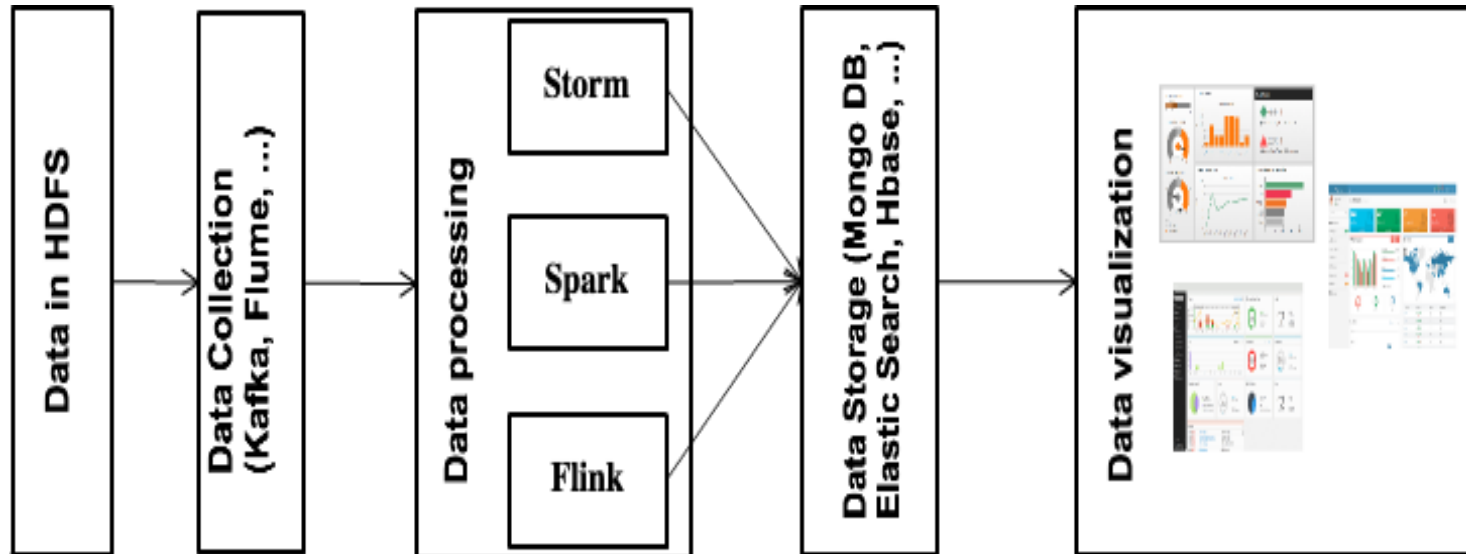 Data in HDFS
Data Collection
(Kafka, Flume, ...)
Data processing
Storm
Spark
Flink
Data Storage (Mongo DB,
Elastic Search, Hbase, ...)
Data visualization